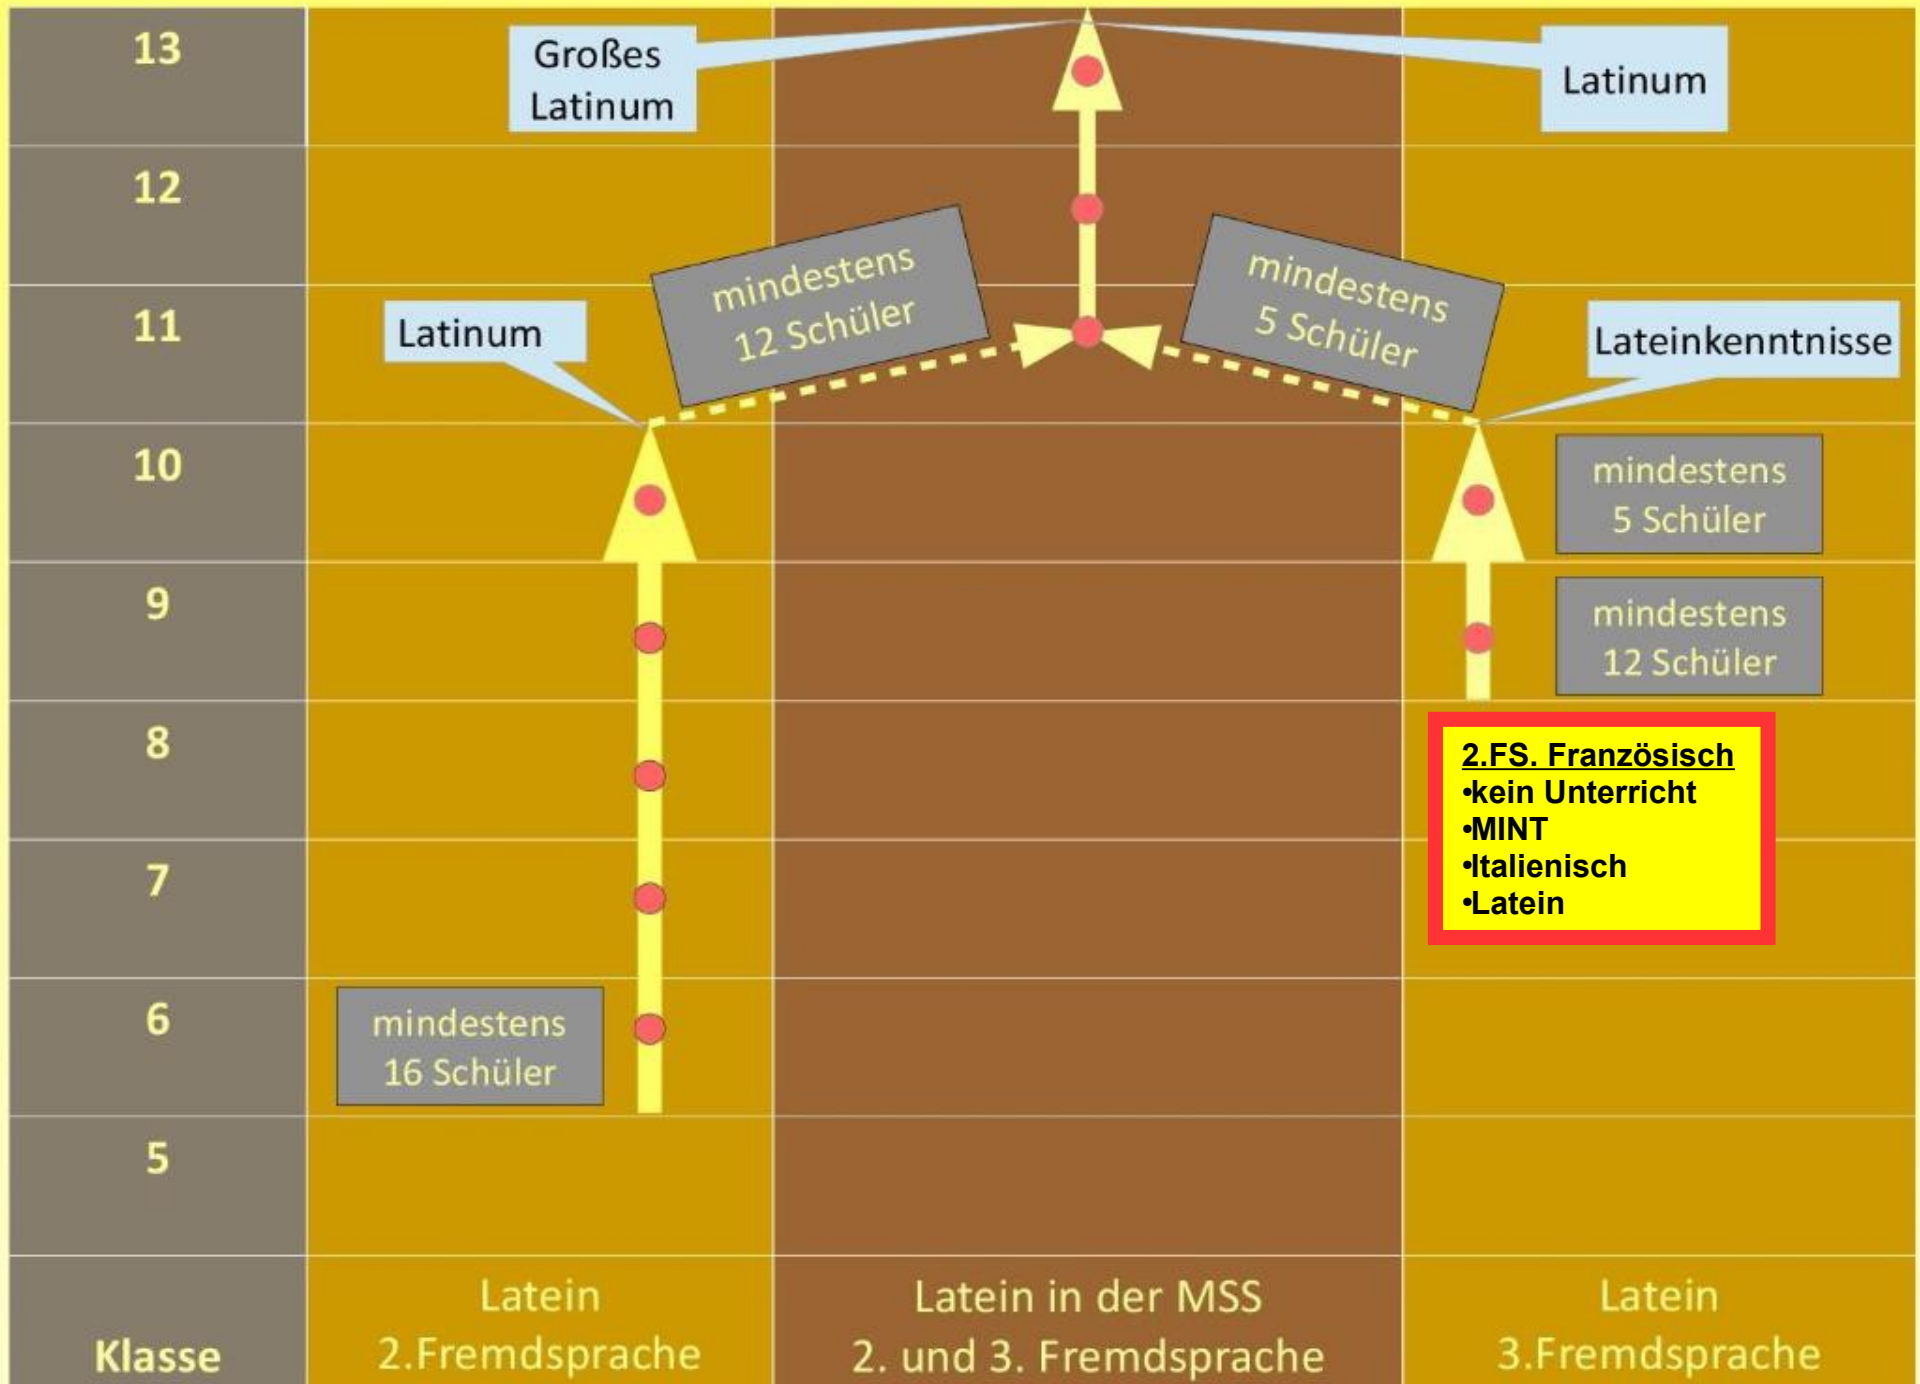 13
Großes
Latinum
Latinum
12
mindestens
12 Schüler
mindestens
5 Schüler
11
Latinum
Lateinkenntnisse
10
mindestens
5 Schüler
9
mindestens
12 Schüler
8
2.FS. Französisch
•kein Unterricht
•MINT
•Italienisch
•Latein
7
6
mindestens
16 Schüler
5
Klasse
Latein
2.Fremdsprache
Latein in der MSS
2. und 3. Fremdsprache
Latein
3.Fremdsprache